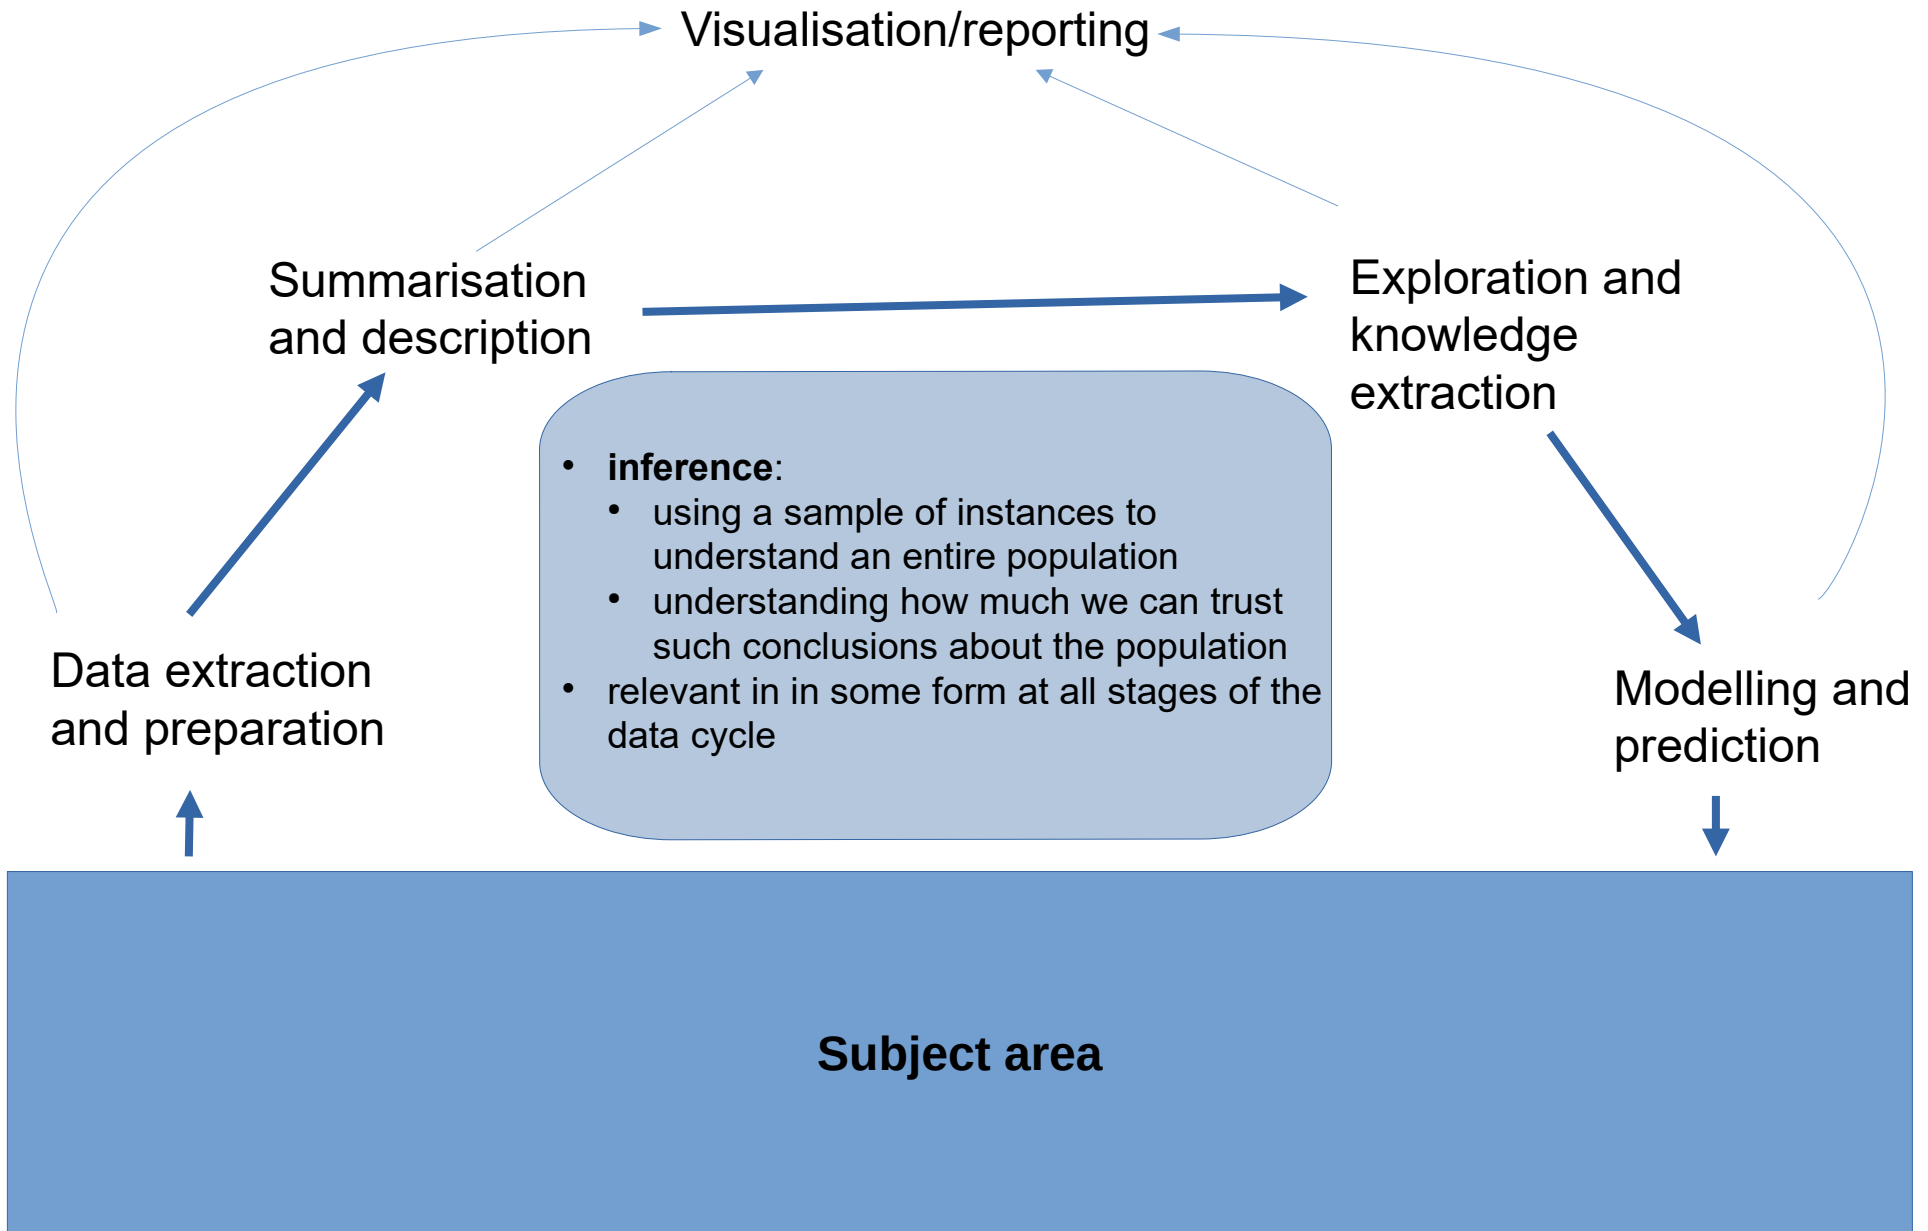 Visualisation/reporting
Summarisation
and description
Exploration and
knowledge
extraction
• inference:
• using a sample of instances to
understand an entire population
• understanding how much we can trust
such conclusions about the population
• relevant in in some form at all stages of the
data cycle
Data extraction
and preparation
Modelling and
prediction
Subject area